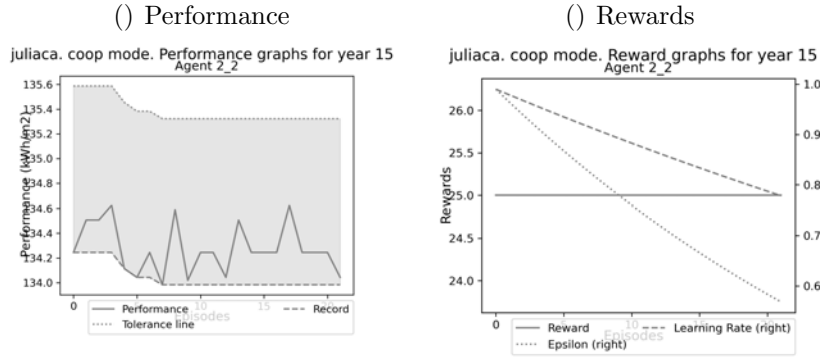 () Performance
juliaca. coop mode. Performance graphs for year 15
Agent 2_2
Performance (kWh/m2)
135.6
135.4
135.2
135.0
134.8
134.6
134.4
134.2
134.0
0
5
10
15
20
Episodes
Performance
Record
Tolerance line
() Rewards
juliaca. coop mode. Reward graphs for year 15
Agent 2_2
Rewards
26.0
25.5
25.0
24.5
24.0
1.0
0.9
0.8
0.7
0.6
0
10
20
Episodes
Reward
Learning Rate (right)
Epsilon (right)